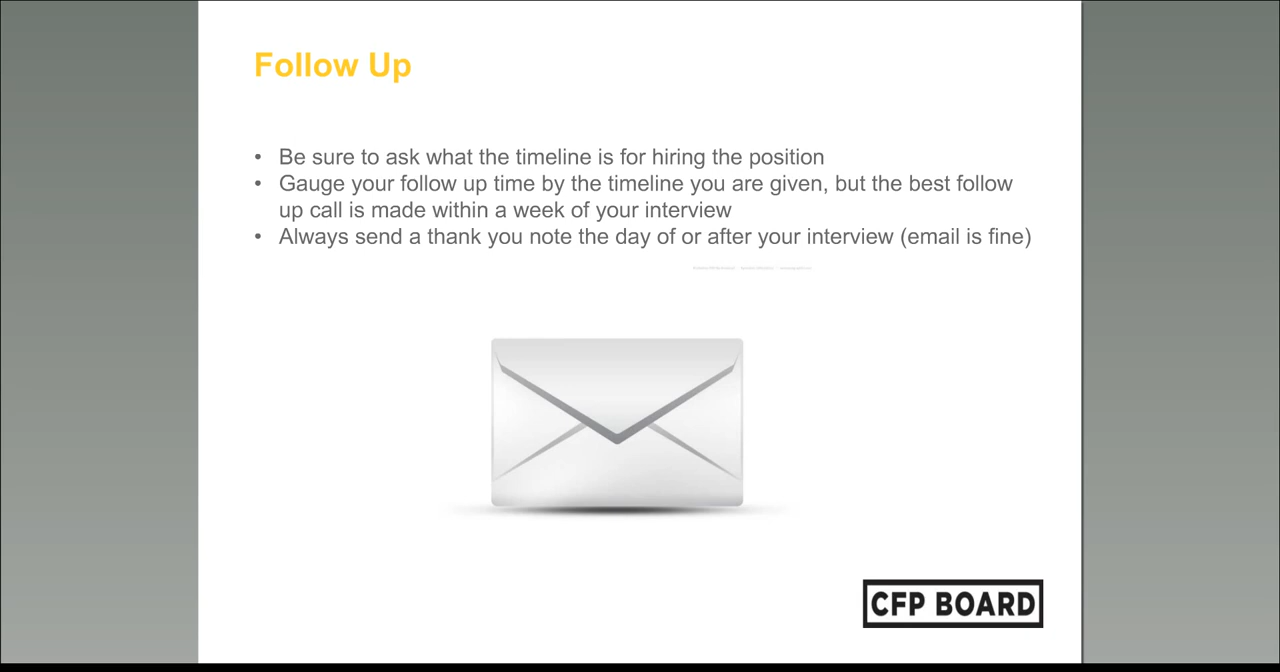 Follow Up
• Be sure to ask what the timeline is for hiring the position
• Gauge your follow up time by the timeline you are given, but the best follow
up call is made within a week of your interview
• Always send a thank you note the day of or after your interview (email is fine)
CFP BOARD